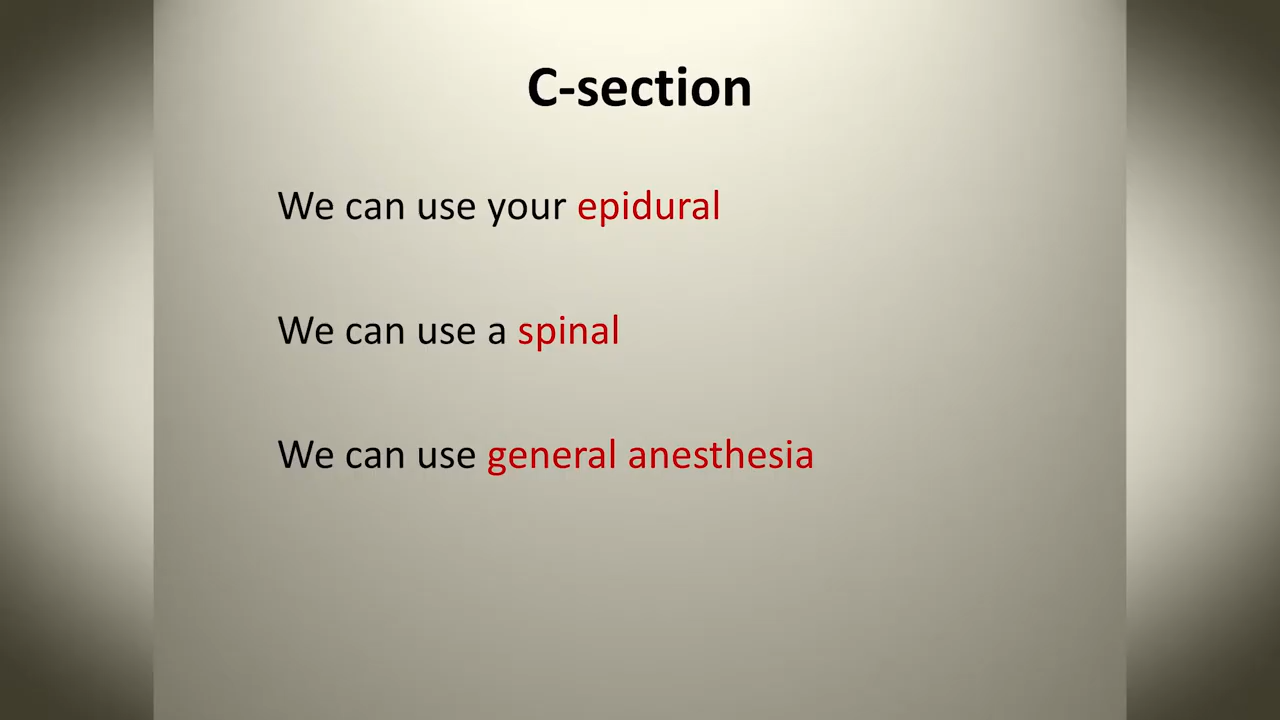 C-section
We can use your epidural
We can use a spinal
We can use general anesthesia